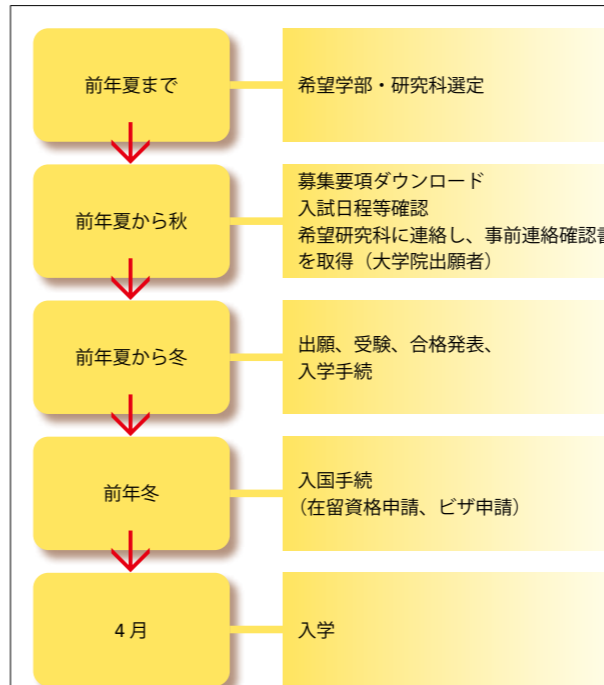 前年夏まで
希望学部・研究科選定
前年夏から秋
募集要項ダウンロード
入試日程等確認
希望研究科に連絡し、事前連絡確認書
を取得（大学院出願者）
前年夏から冬
出願、受験、合格発表、
入学手続
前年冬
入国手続
（在留資格申請、ビザ申請）
4 月
入学